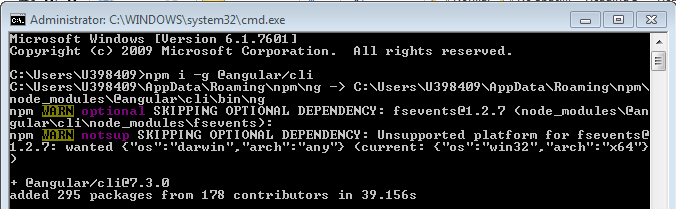 Administrator: C:\WINDOWS\system32\cmd.exe
Microsoft Windows [Version 6.1.7601]
Copyright (c) 2009 Microsoft Corporation.  All rights reserved.
C:\Users\U398409>npm i -g @angular/cli
C:\Users\U398409\AppData\Roaming\npm\ng -> C:\Users\U398409\AppData\Roaming\npm\
node_modules\@angular\cli\bin\ng
npm WARN optional SKIPPING OPTIONAL DEPENDENCY: fsevents@1.2.7 (node_modules\@an
gular\cli\node_modules\fsevents):
npm WARN notsup SKIPPING OPTIONAL DEPENDENCY: Unsupported platform for fsevents@
1.2.7: wanted {"os":"darwin","arch":"any"} (current: {"os":"win32","arch":"x64"}
)
+ @angular/cli@7.3.0
added 295 packages from 178 contributors in 39.156s